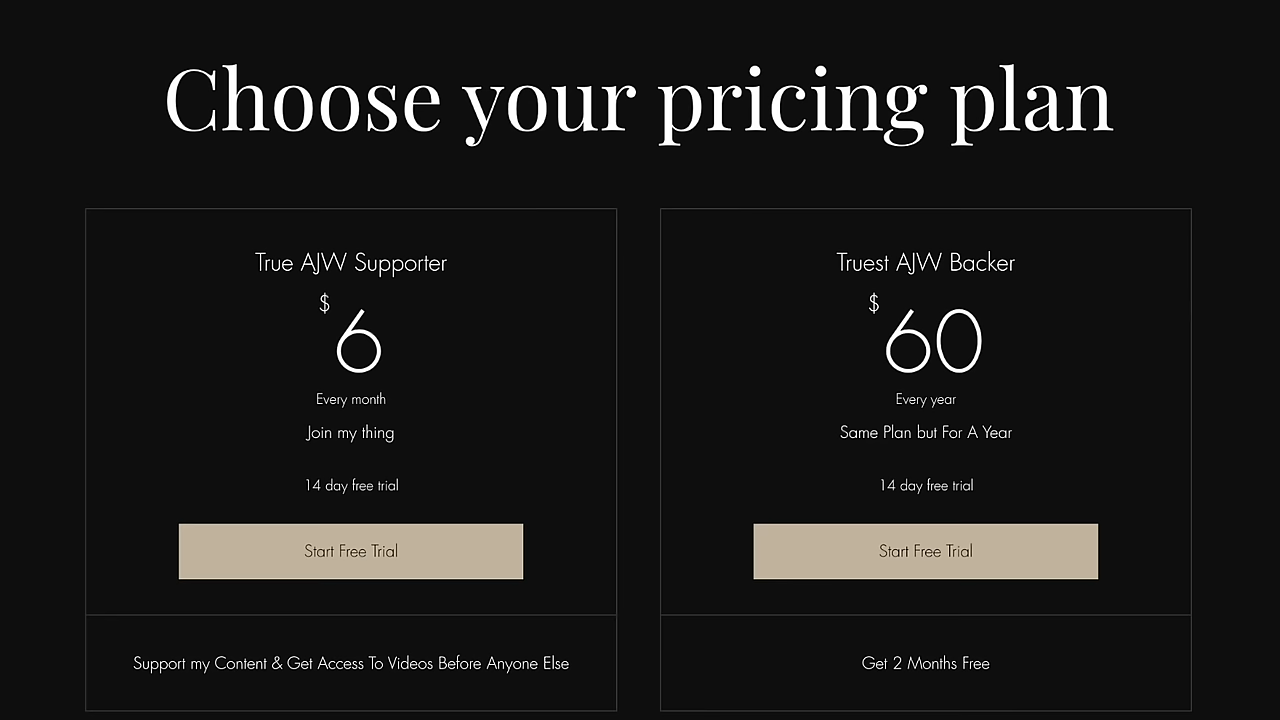 Choose your pricing plan
True AJW Supporter
$
6
Every month
Join my thing
14 day free trial
Start Free Trial
Support my Content & Get Access To Videos Before Anyone Else
Truest AJW Backer
$
60
Every year
Same Plan but For A Year
14 day free trial
Start Free Trial
Get 2 Months Free